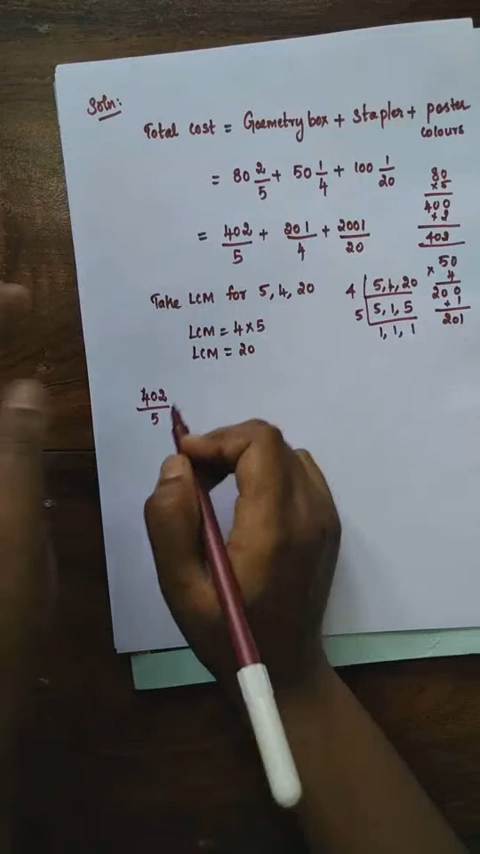 Soln:
Total cost = Goemetry box + Stapler + poster colours
= 80 2/5 + 50 1/4 + 100 1/20
= 402/5 + 201/4 + 2001/20
80
×5
400
+2
402
× 50
4
200
+1
201
Take LCM for 5, 4, 20
LCM = 4×5
LCM = 20
4 | 5, 4, 20
5 | 5, 1, 5
1, 1, 1
402/5